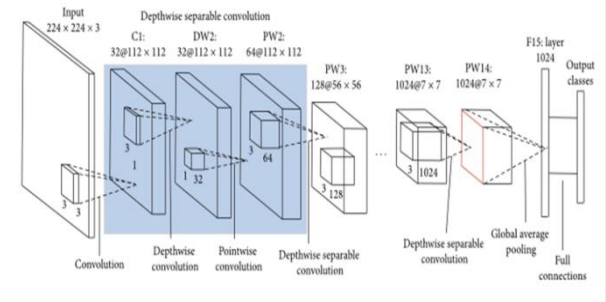 Input
224 × 224 × 3
Depthwise separable convolution
C1:
32@112 × 112
DW2:
32@112 × 112
PW2:
64@112 × 112
PW3:
128@56 × 56
PW13:
1024@7 × 7
PW14:
1024@7 × 7
F15: layer
1024
Output
classes
3
3
3
1
1
32
3
64
3
128
...
3
1024
Convolution
Depthwise
convolution
Pointwise
convolution
Depthwise separable
convolution
Depthwise separable
convolution
Global average
pooling
Full
connections